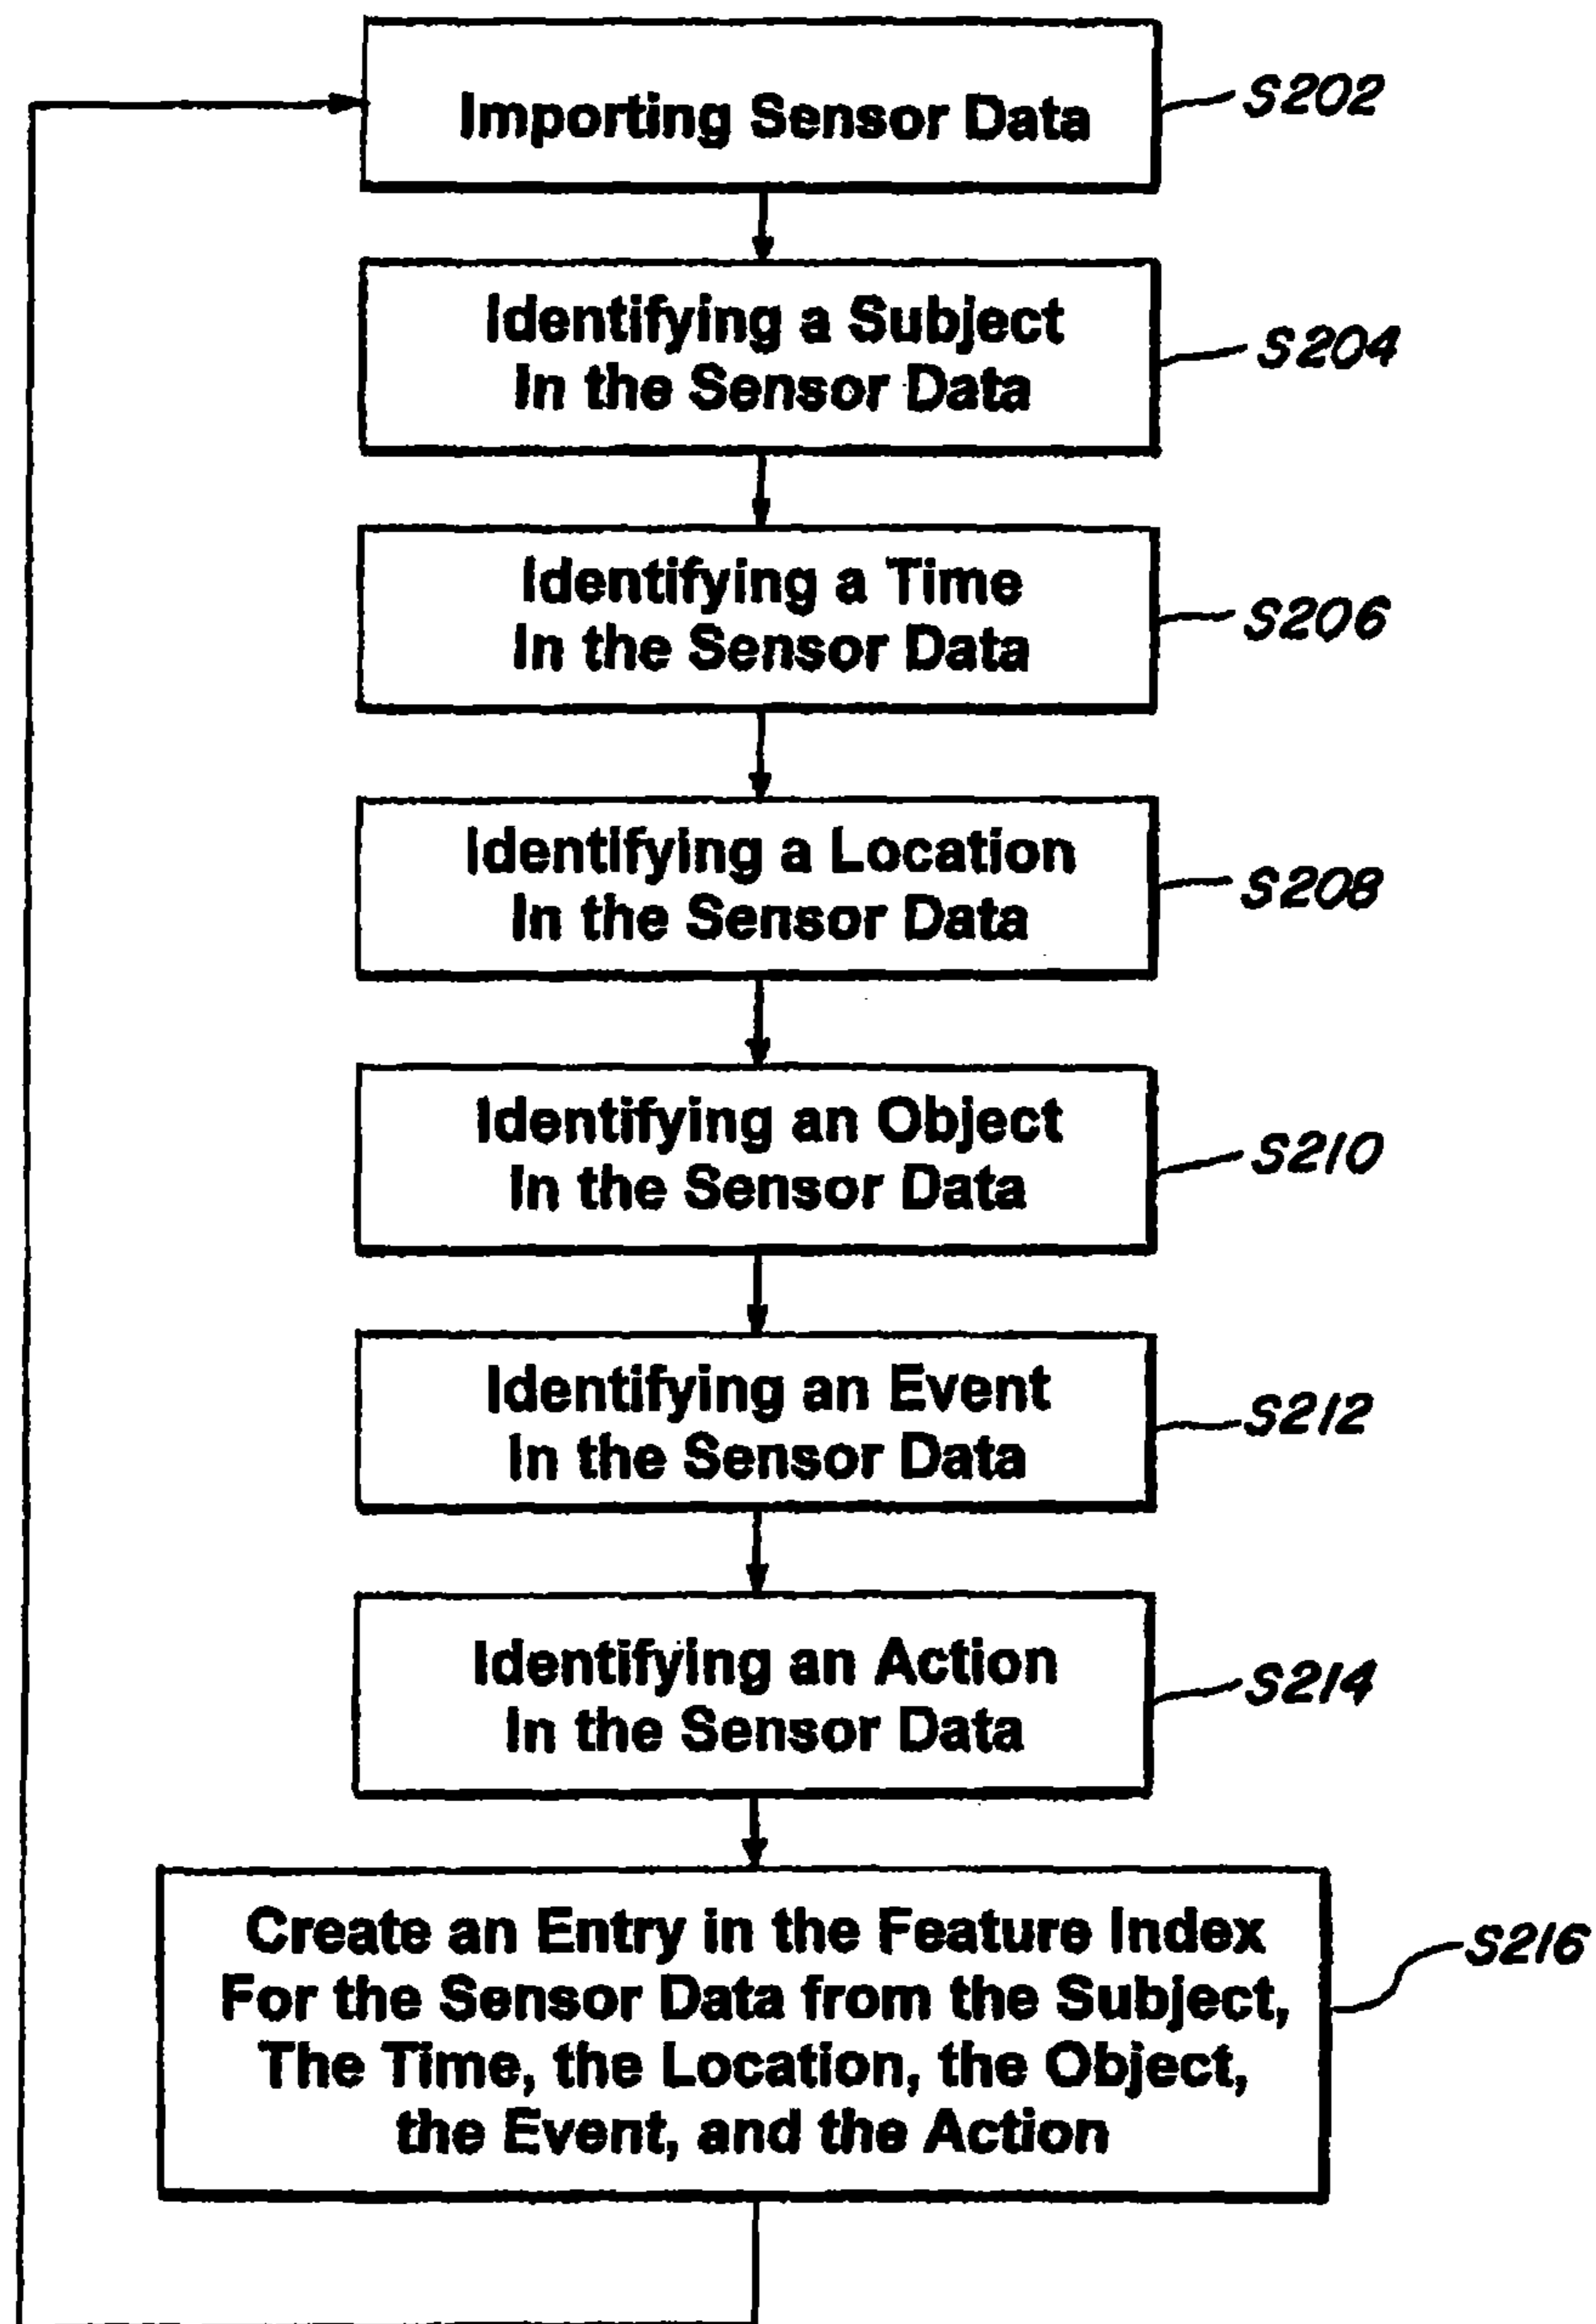 Importing Sensor Data
S202
Identifying a Subject
In the Sensor Data
S204
Identifying a Time
In the Sensor Data
S206
Identifying a Location
In the Sensor Data
S208
Identifying an Object
In the Sensor Data
S210
Identifying an Event
In the Sensor Data
S212
Identifying an Action
In the Sensor Data
S214
Create an Entry in the Feature Index
For the Sensor Data from the Subject,
The Time, the Location, the Object,
the Event, and the Action
S216